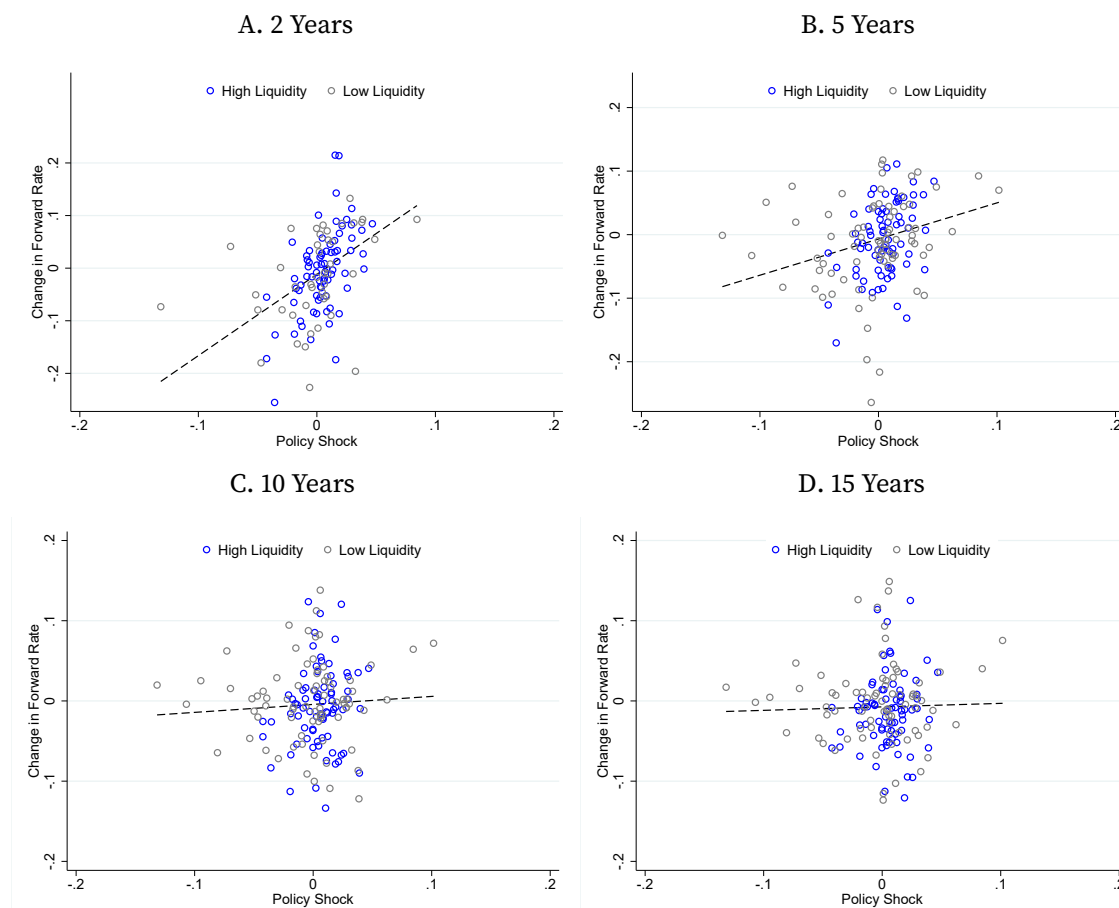 A. 2 Years
High Liquidity Low Liquidity
Change in Forward Rate
.2
.1
0
-.1
-.2
-.2 -.1 0 .1 .2
Policy Shock
B. 5 Years
High Liquidity Low Liquidity
Change in Forward Rate
.2
.1
0
-.1
-.2
-.2 -.1 0 .1 .2
Policy Shock
C. 10 Years
High Liquidity Low Liquidity
Change in Forward Rate
.2
.1
0
-.1
-.2
-.2 -.1 0 .1 .2
Policy Shock
D. 15 Years
High Liquidity Low Liquidity
Change in Forward Rate
.2
.1
0
-.1
-.2
-.2 -.1 0 .1 .2
Policy Shock